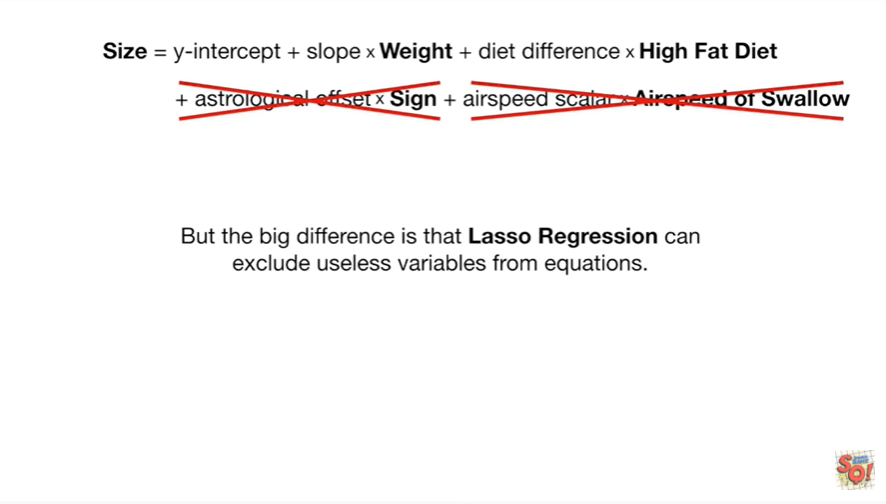 Size = y-intercept + slope x Weight + diet difference x High Fat Diet
+ astrological offset x Sign + airspeed scalar x Airspeed of Swallow
But the big difference is that Lasso Regression can
exclude useless variables from equations.
SQ!